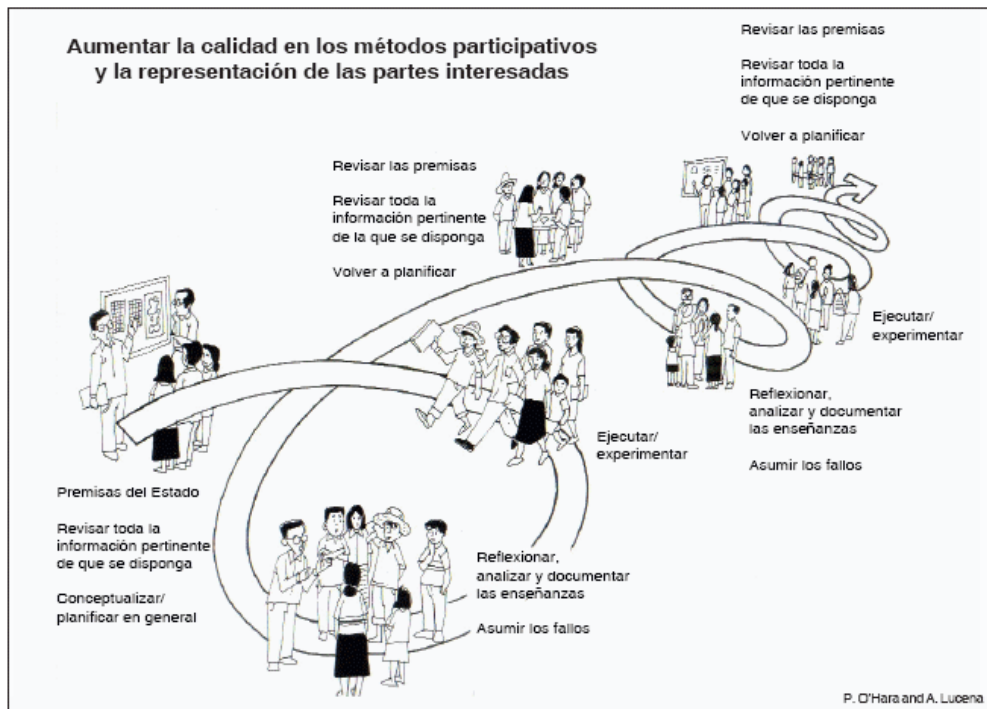 Aumentar la calidad en los métodos participativos
y la representación de las partes interesadas
Premisas del Estado
Revisar toda la
información pertinente
de que se disponga
Conceptualizar/
planificar en general
Ejecutar/
experimentar
Reflexionar,
analizar y documentar
las enseñanzas
Asumir los fallos
Revisar las premisas
Revisar toda la
información pertinente
de la que se disponga
Volver a planificar
Ejecutar/
experimentar
Reflexionar,
analizar y documentar
las enseñanzas
Asumir los fallos
Revisar las premisas
Revisar toda la
información pertinente
de que se disponga
Volver a planificar
P. O'Hara and A. Lucena